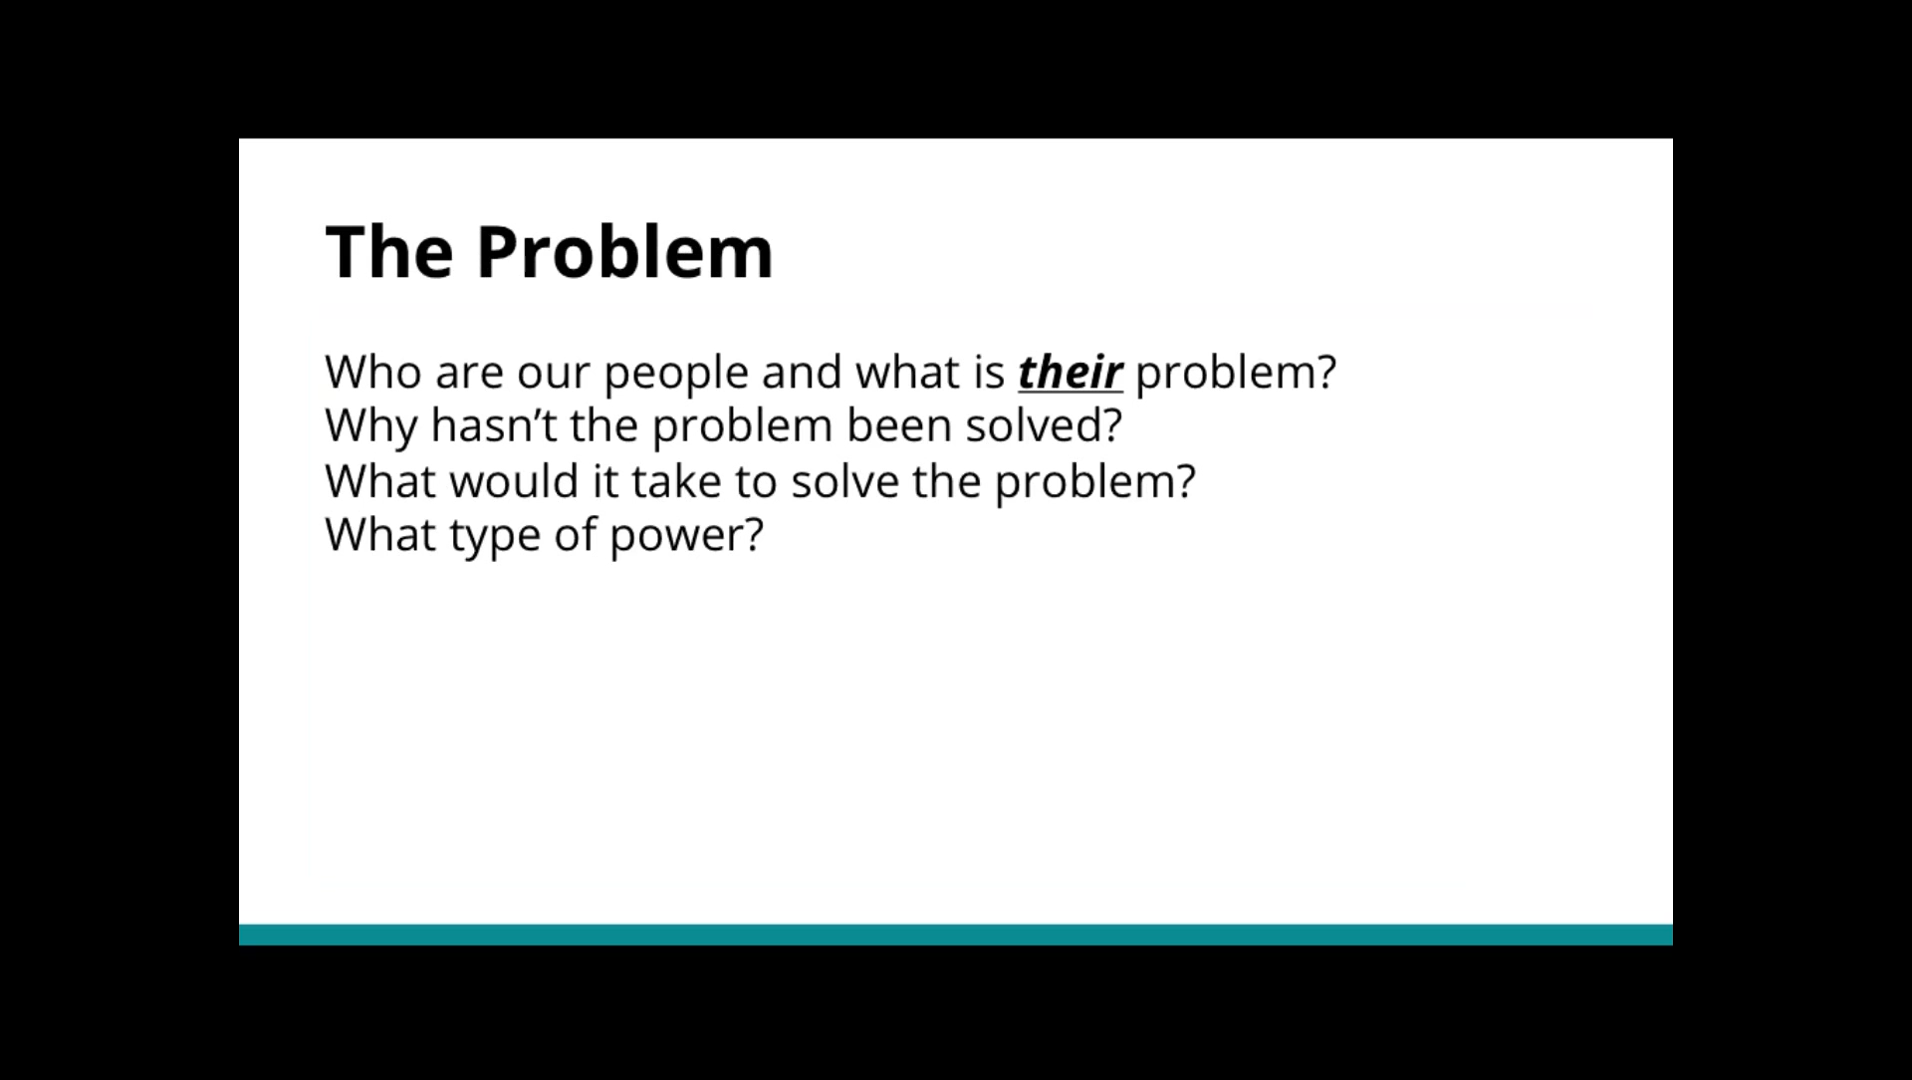 The Problem
Who are our people and what is their problem?
Why hasn’t the problem been solved?
What would it take to solve the problem?
What type of power?